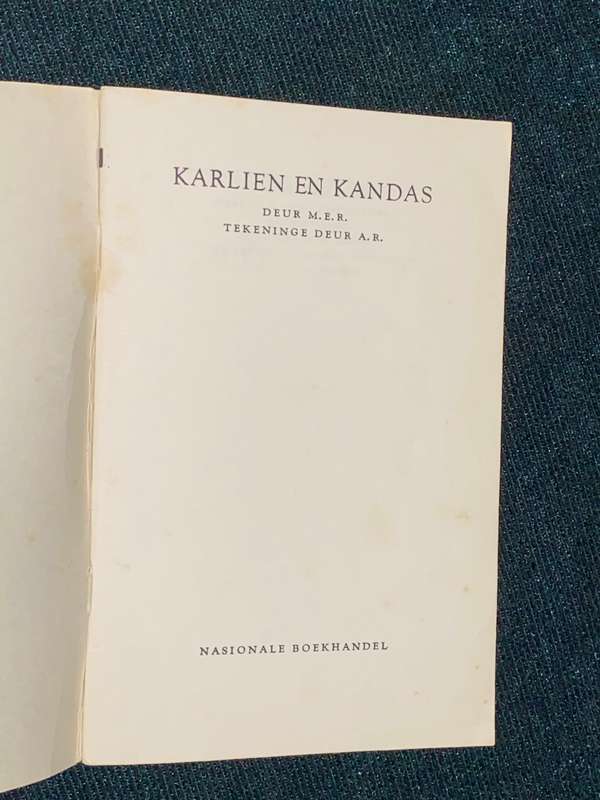 KARLIEN EN KANDAS
DEUR M.E.R.
TEKENINGE DEUR A.R.
NASIONALE BOEKHANDEL